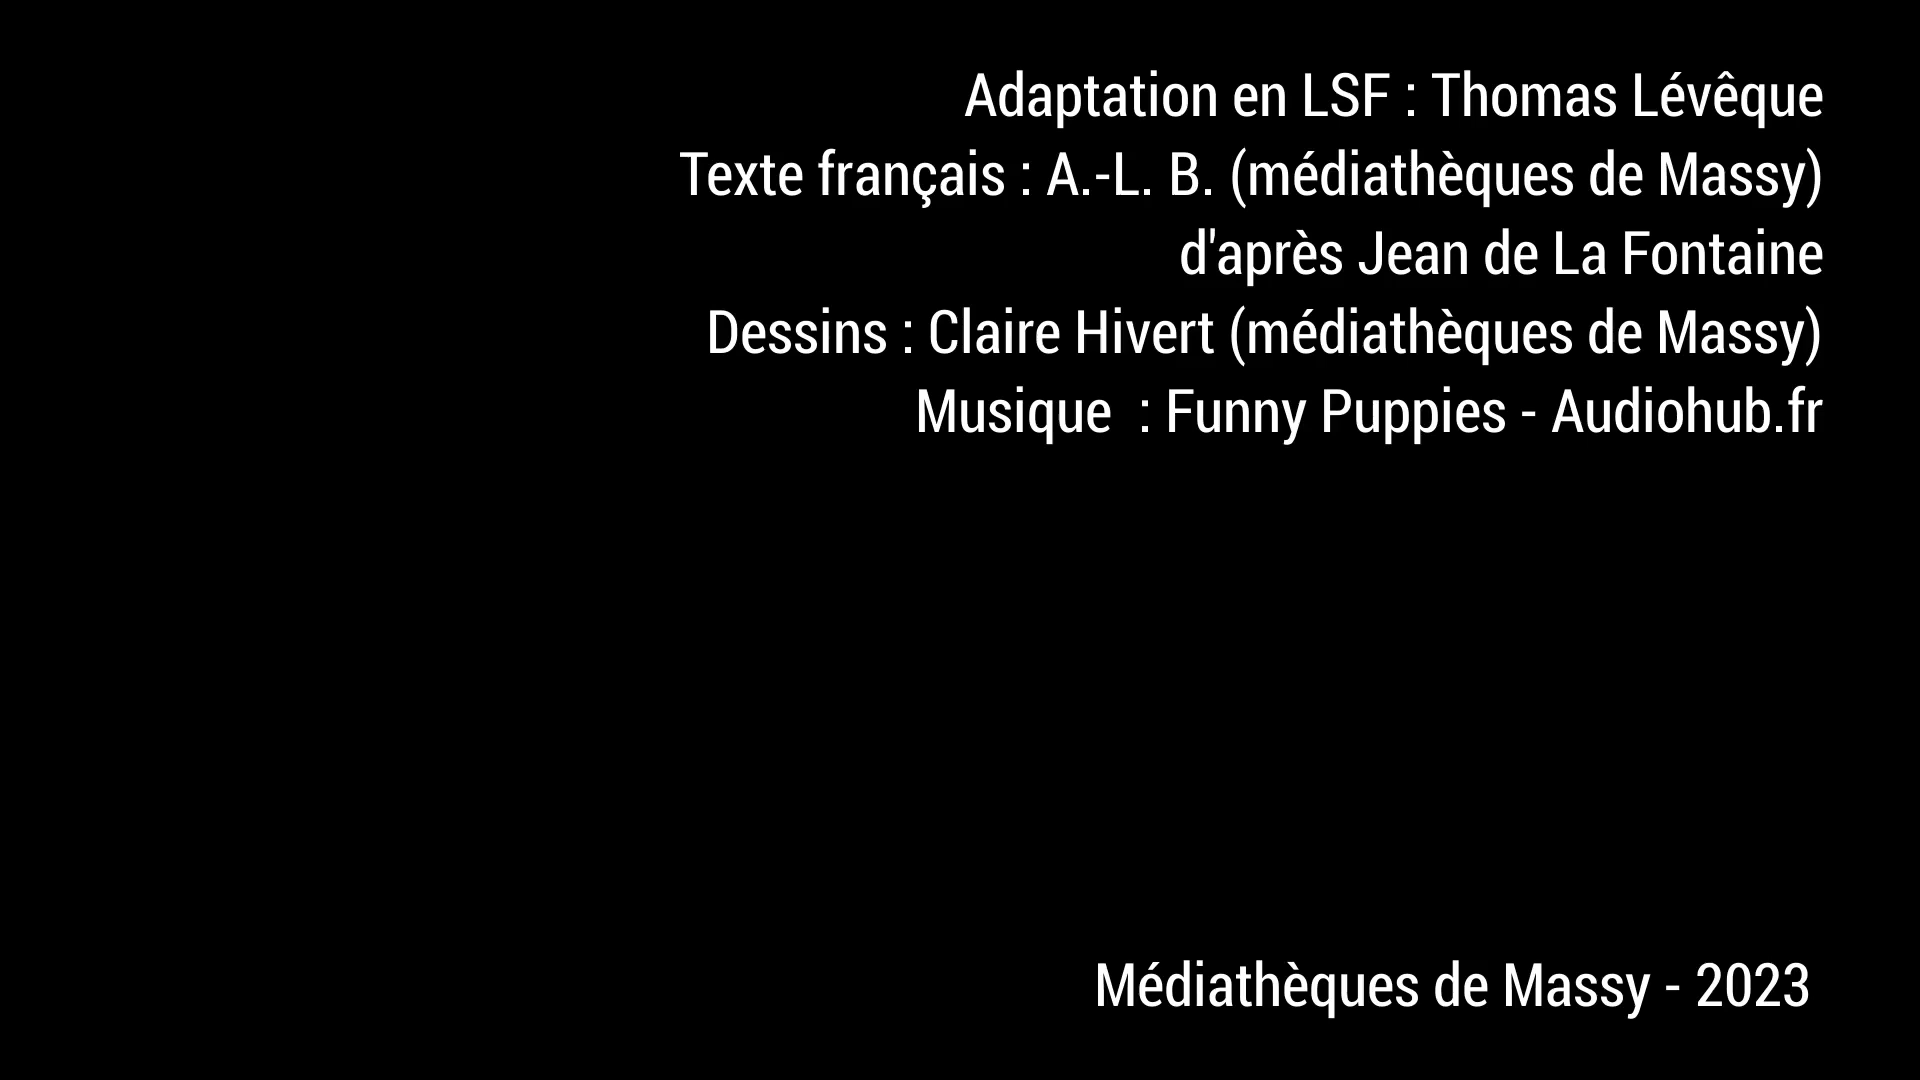 Adaptation en LSF : Thomas Lévêque
Texte français : A.-L. B. (médiathèques de Massy)
d'après Jean de La Fontaine
Dessins : Claire Hivert (médiathèques de Massy)
Musique  : Funny Puppies - Audiohub.fr
Médiathèques de Massy - 2023